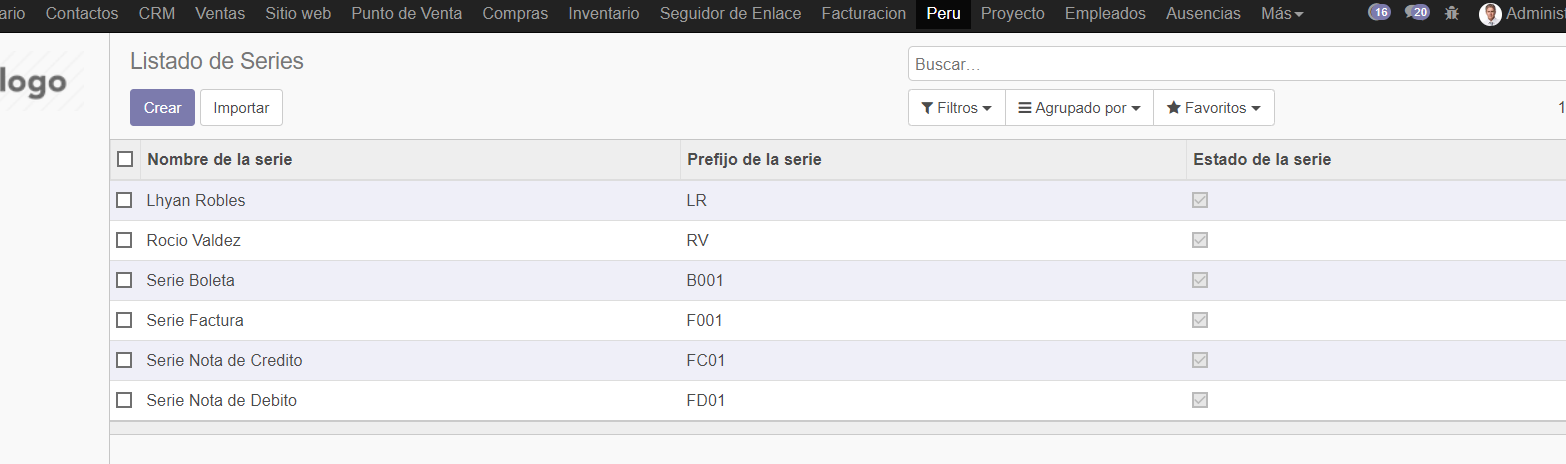 ario Contactos CRM Ventas Sitio web Punto de Venta Compras Inventario Seguidor de Enlace Facturacion Peru Proyecto Empleados Ausencias Más 16 20 Adminis
logo
Listado de Series
Buscar...
Crear Importar Filtros Agrupado por Favoritos 1
Nombre de la serie Prefijo de la serie Estado de la serie
Lhyan Robles LR
Rocio Valdez RV
Serie Boleta B001
Serie Factura F001
Serie Nota de Credito FC01
Serie Nota de Debito FD01